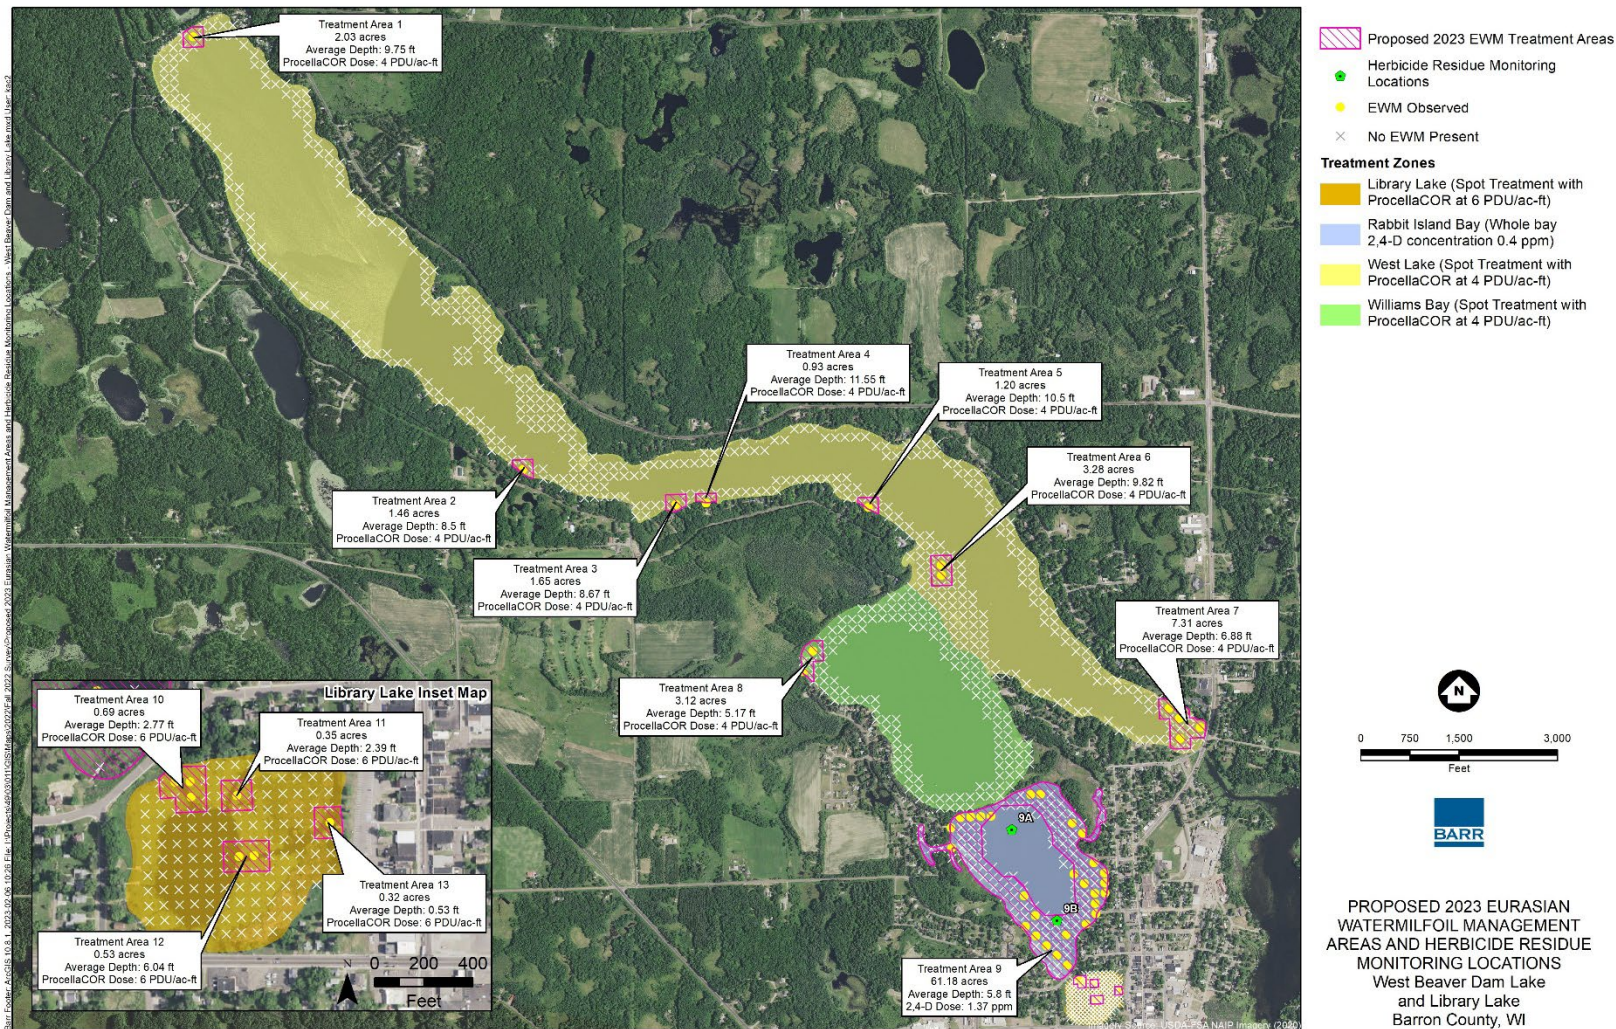 Treatment Area 1
2.03 acres
Average Depth: 9.75 ft
ProcellaCOR Dose: 4 PDU/ac-ft
Treatment Area 4
0.93 acres
Average Depth: 11.55 ft
ProcellaCOR Dose: 4 PDU/ac-ft
Treatment Area 5
1.20 acres
Average Depth: 10.5 ft
ProcellaCOR Dose: 4 PDU/ac-ft
Treatment Area 6
3.28 acres
Average Depth: 9.82 ft
ProcellaCOR Dose: 4 PDU/ac-ft
Treatment Area 2
1.46 acres
Average Depth: 8.5 ft
ProcellaCOR Dose: 4 PDU/ac-ft
Treatment Area 3
1.65 acres
Average Depth: 8.67 ft
ProcellaCOR Dose: 4 PDU/ac-ft
Treatment Area 7
7.31 acres
Average Depth: 6.88 ft
ProcellaCOR Dose: 4 PDU/ac-ft
Treatment Area 8
3.12 acres
Average Depth: 5.17 ft
ProcellaCOR Dose: 4 PDU/ac-ft
9A
9B
Treatment Area 9
61.18 acres
Average Depth: 5.8 ft
2,4-D Dose: 1.37 ppm
Library Lake Inset Map
Treatment Area 10
0.69 acres
Average Depth: 2.77 ft
ProcellaCOR Dose: 6 PDU/ac-ft
Treatment Area 11
0.35 acres
Average Depth: 2.39 ft
ProcellaCOR Dose: 6 PDU/ac-ft
Treatment Area 13
0.32 acres
Average Depth: 0.53 ft
ProcellaCOR Dose: 6 PDU/ac-ft
Treatment Area 12
0.53 acres
Average Depth: 6.04 ft
ProcellaCOR Dose: 6 PDU/ac-ft
N
0 200 400
Feet
Imagery Source: USDA-FSA NAIP Imagery (2020)
Proposed 2023 EWM Treatment Areas
Herbicide Residue Monitoring
Locations
EWM Observed
No EWM Present
Treatment Zones
Library Lake (Spot Treatment with
ProcellaCOR at 6 PDU/ac-ft)
Rabbit Island Bay (Whole bay
2,4-D concentration 0.4 ppm)
West Lake (Spot Treatment with
ProcellaCOR at 4 PDU/ac-ft)
Williams Bay (Spot Treatment with
ProcellaCOR at 4 PDU/ac-ft)
N
0 750 1,500 3,000
Feet
BARR
PROPOSED 2023 EURASIAN
WATERMILFOIL MANAGEMENT
AREAS AND HERBICIDE RESIDUE
MONITORING LOCATIONS
West Beaver Dam Lake
and Library Lake
Barron County, WI